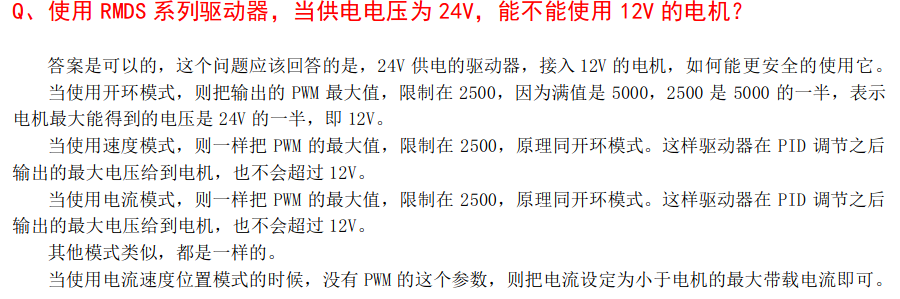 Q、使用 RMDS 系列驱动器，当供电电压为 24V，能不能使用 12V 的电机？
答案是可以的，这个问题应该回答的是，24V 供电的驱动器，接入 12V 的电机，如何能更安全的使用它。
当使用开环模式，则把输出的 PWM 最大值，限制在 2500，因为满值是 5000，2500 是 5000 的一半，表示
电机最大能得到的电压是 24V 的一半，即 12V。
当使用速度模式，则一样把 PWM 的最大值，限制在 2500，原理同开环模式。这样驱动器在 PID 调节之后
输出的最大电压给到电机，也不会超过 12V。
当使用电流模式，则一样把 PWM 的最大值，限制在 2500，原理同开环模式。这样驱动器在 PID 调节之后
输出的最大电压给到电机，也不会超过 12V。
其他模式类似，都是一样的。
当使用电流速度位置模式的时候，没有 PWM 的这个参数，则把电流设定为小于电机的最大带载电流即可。